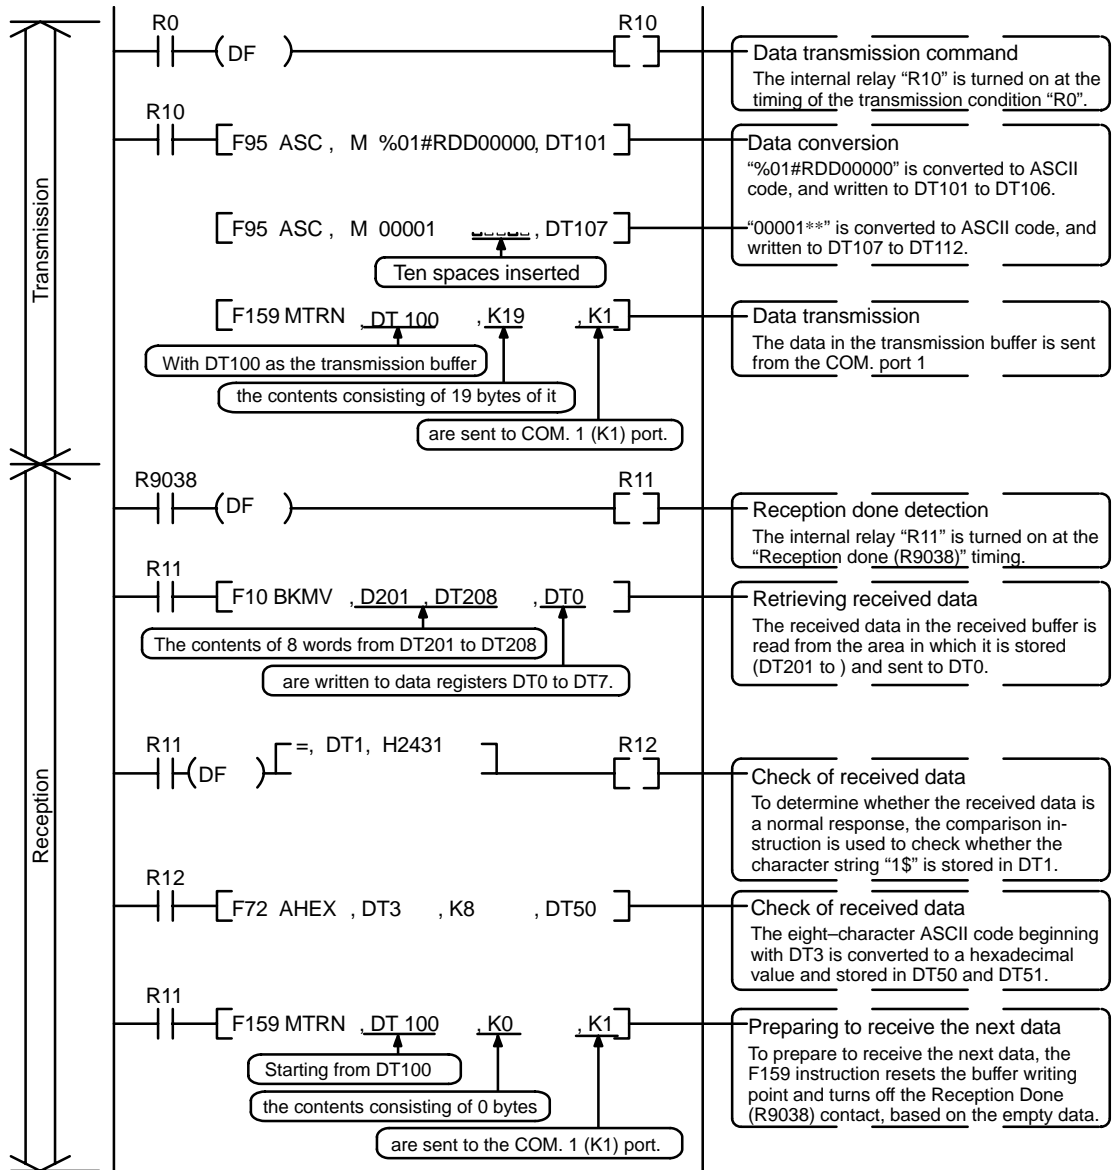 R0
R10
(DF )
Data transmission command
The internal relay “R10” is turned on at the
timing of the transmission condition “R0”.
R10
F95 ASC , M %01#RDD00000, DT101
Data conversion
“%01#RDD00000” is converted to ASCII
code, and written to DT101 to DT106.
F95 ASC , M 00001 , DT107
“00001**” is converted to ASCII code, and
written to DT107 to DT112.
Ten spaces inserted
Transmission
F159 MTRN , DT 100 , K19 , K1
Data transmission
The data in the transmission buffer is sent
from the COM. port 1
With DT100 as the transmission buffer
the contents consisting of 19 bytes of it
are sent to COM. 1 (K1) port.
R9038
R11
(DF )
Reception done detection
The internal relay “R11” is turned on at the
“Reception done (R9038)” timing.
R11
F10 BKMV , D201 , DT208 , DT0
Retrieving received data
The received data in the received buffer is
read from the area in which it is stored
(DT201 to ) and sent to DT0.
The contents of 8 words from DT201 to DT208
are written to data registers DT0 to DT7.
R11
=, DT1, H2431
R12
(DF )
Check of received data
To determine whether the received data is
a normal response, the comparison in-
struction is used to check whether the
character string “1$” is stored in DT1.
Reception
R12
F72 AHEX , DT3 , K8 , DT50
Check of received data
The eight–character ASCII code beginning
with DT3 is converted to a hexadecimal
value and stored in DT50 and DT51.
R11
F159 MTRN , DT 100 , K0 , K1
Preparing to receive the next data
To prepare to receive the next data, the
F159 instruction resets the buffer writing
point and turns off the Reception Done
(R9038) contact, based on the empty data.
Starting from DT100
the contents consisting of 0 bytes
are sent to the COM. 1 (K1) port.